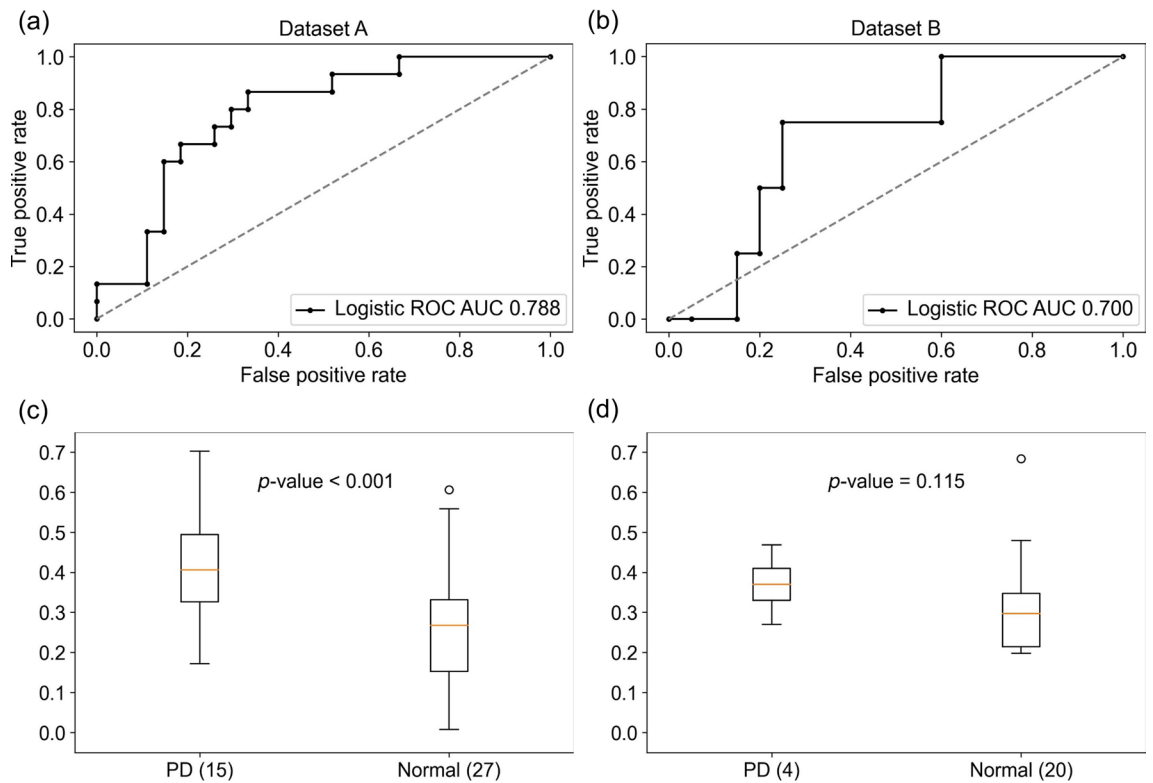 (a)
Dataset A
1.0
0.8
0.6
0.4
0.2
0.0
True positive rate
Logistic ROC AUC 0.788
0.0 0.2 0.4 0.6 0.8 1.0
False positive rate
(b)
Dataset B
1.0
0.8
0.6
0.4
0.2
0.0
True positive rate
Logistic ROC AUC 0.700
0.0 0.2 0.4 0.6 0.8 1.0
False positive rate
(c)
0.7
0.6
0.5
0.4
0.3
0.2
0.1
0.0
p-value < 0.001
PD (15) Normal (27)
(d)
0.7
0.6
0.5
0.4
0.3
0.2
0.1
0.0
p-value = 0.115
PD (4) Normal (20)